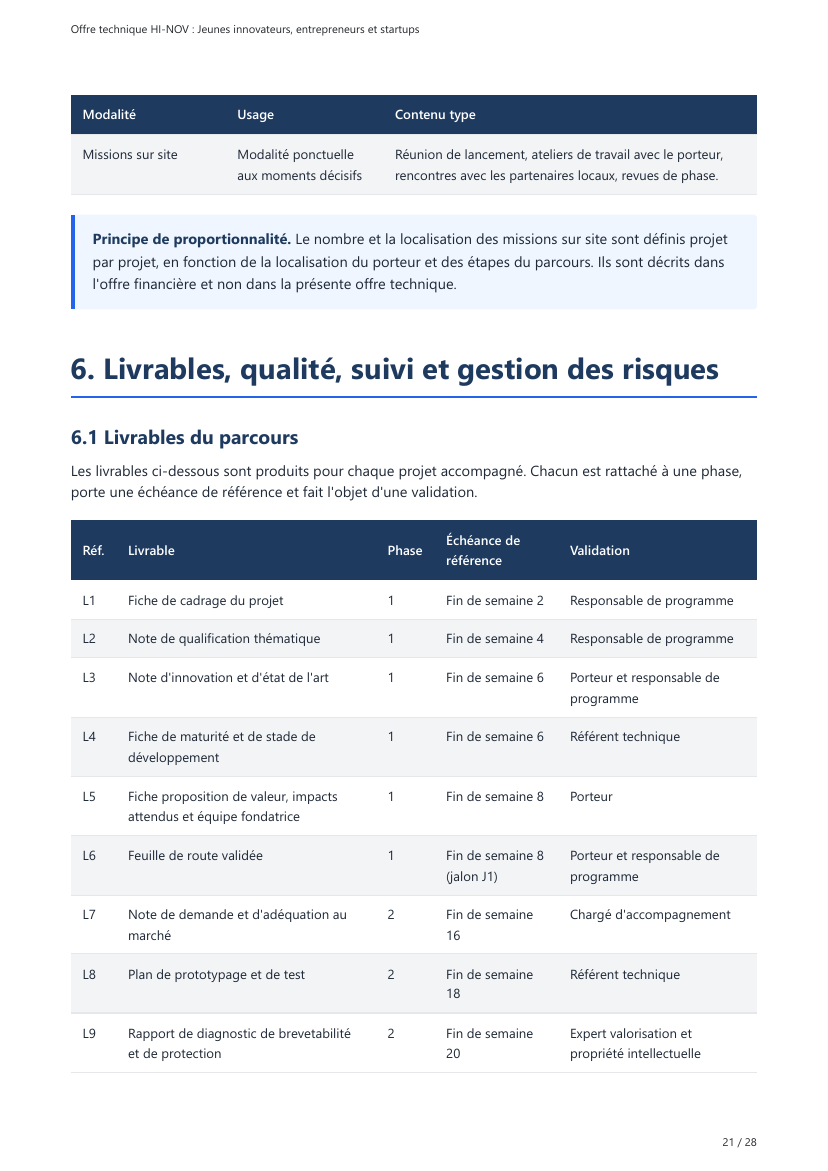 Offre technique HI-NOV : Jeunes innovateurs, entrepreneurs et startups
Modalité Usage Contenu type
Missions sur site Modalité ponctuelle aux moments décisifs Réunion de lancement, ateliers de travail avec le porteur, rencontres avec les partenaires locaux, revues de phase.
Principe de proportionnalité. Le nombre et la localisation des missions sur site sont définis projet
par projet, en fonction de la localisation du porteur et des étapes du parcours. Ils sont décrits dans
l'offre financière et non dans la présente offre technique.
6. Livrables, qualité, suivi et gestion des risques
6.1 Livrables du parcours
Les livrables ci-dessous sont produits pour chaque projet accompagné. Chacun est rattaché à une phase,
porte une échéance de référence et fait l'objet d'une validation.
Réf. Livrable Phase Échéance de référence Validation
L1 Fiche de cadrage du projet 1 Fin de semaine 2 Responsable de programme
L2 Note de qualification thématique 1 Fin de semaine 4 Responsable de programme
L3 Note d'innovation et d'état de l'art 1 Fin de semaine 6 Porteur et responsable de programme
L4 Fiche de maturité et de stade de développement 1 Fin de semaine 6 Référent technique
L5 Fiche proposition de valeur, impacts attendus et équipe fondatrice 1 Fin de semaine 8 Porteur
L6 Feuille de route validée 1 Fin de semaine 8 (jalon J1) Porteur et responsable de programme
L7 Note de demande et d'adéquation au marché 2 Fin de semaine 16 Chargé d'accompagnement
L8 Plan de prototypage et de test 2 Fin de semaine 18 Référent technique
L9 Rapport de diagnostic de brevetabilité et de protection 2 Fin de semaine 20 Expert valorisation et propriété intellectuelle
21 / 28